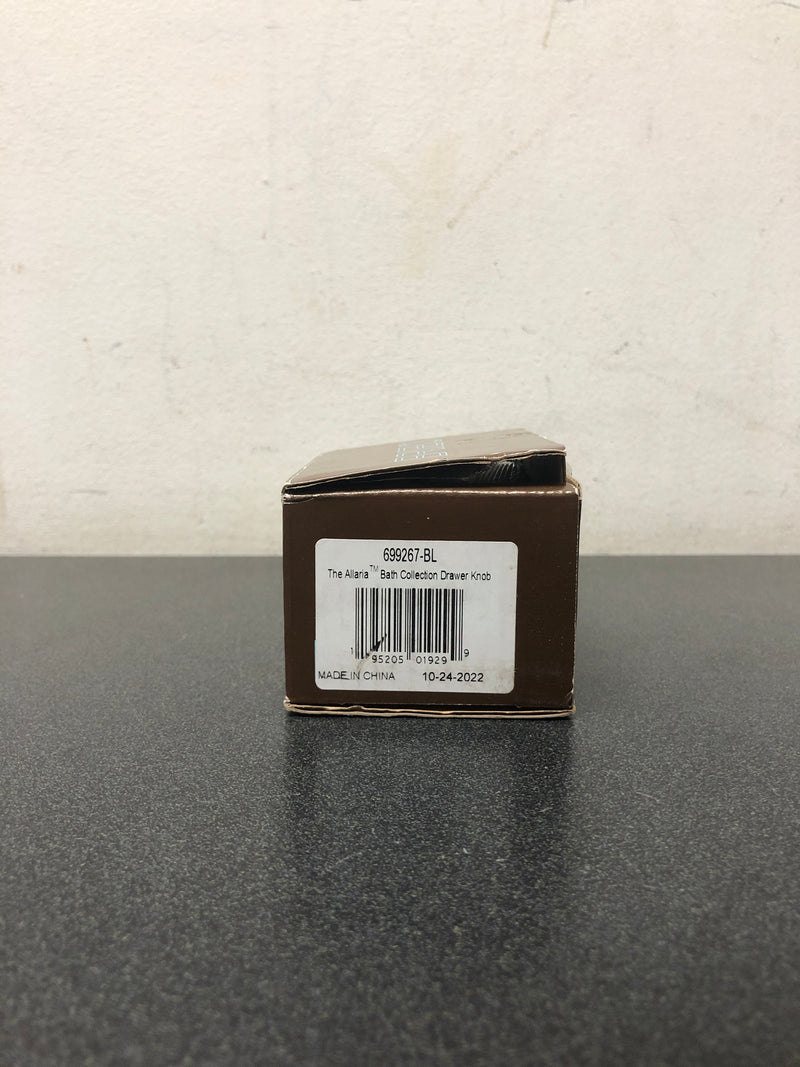 699267-BL
The Allaria™ Bath Collection Drawer Knob
1 95205 01929 9
MADE IN CHINA 10-24-2022